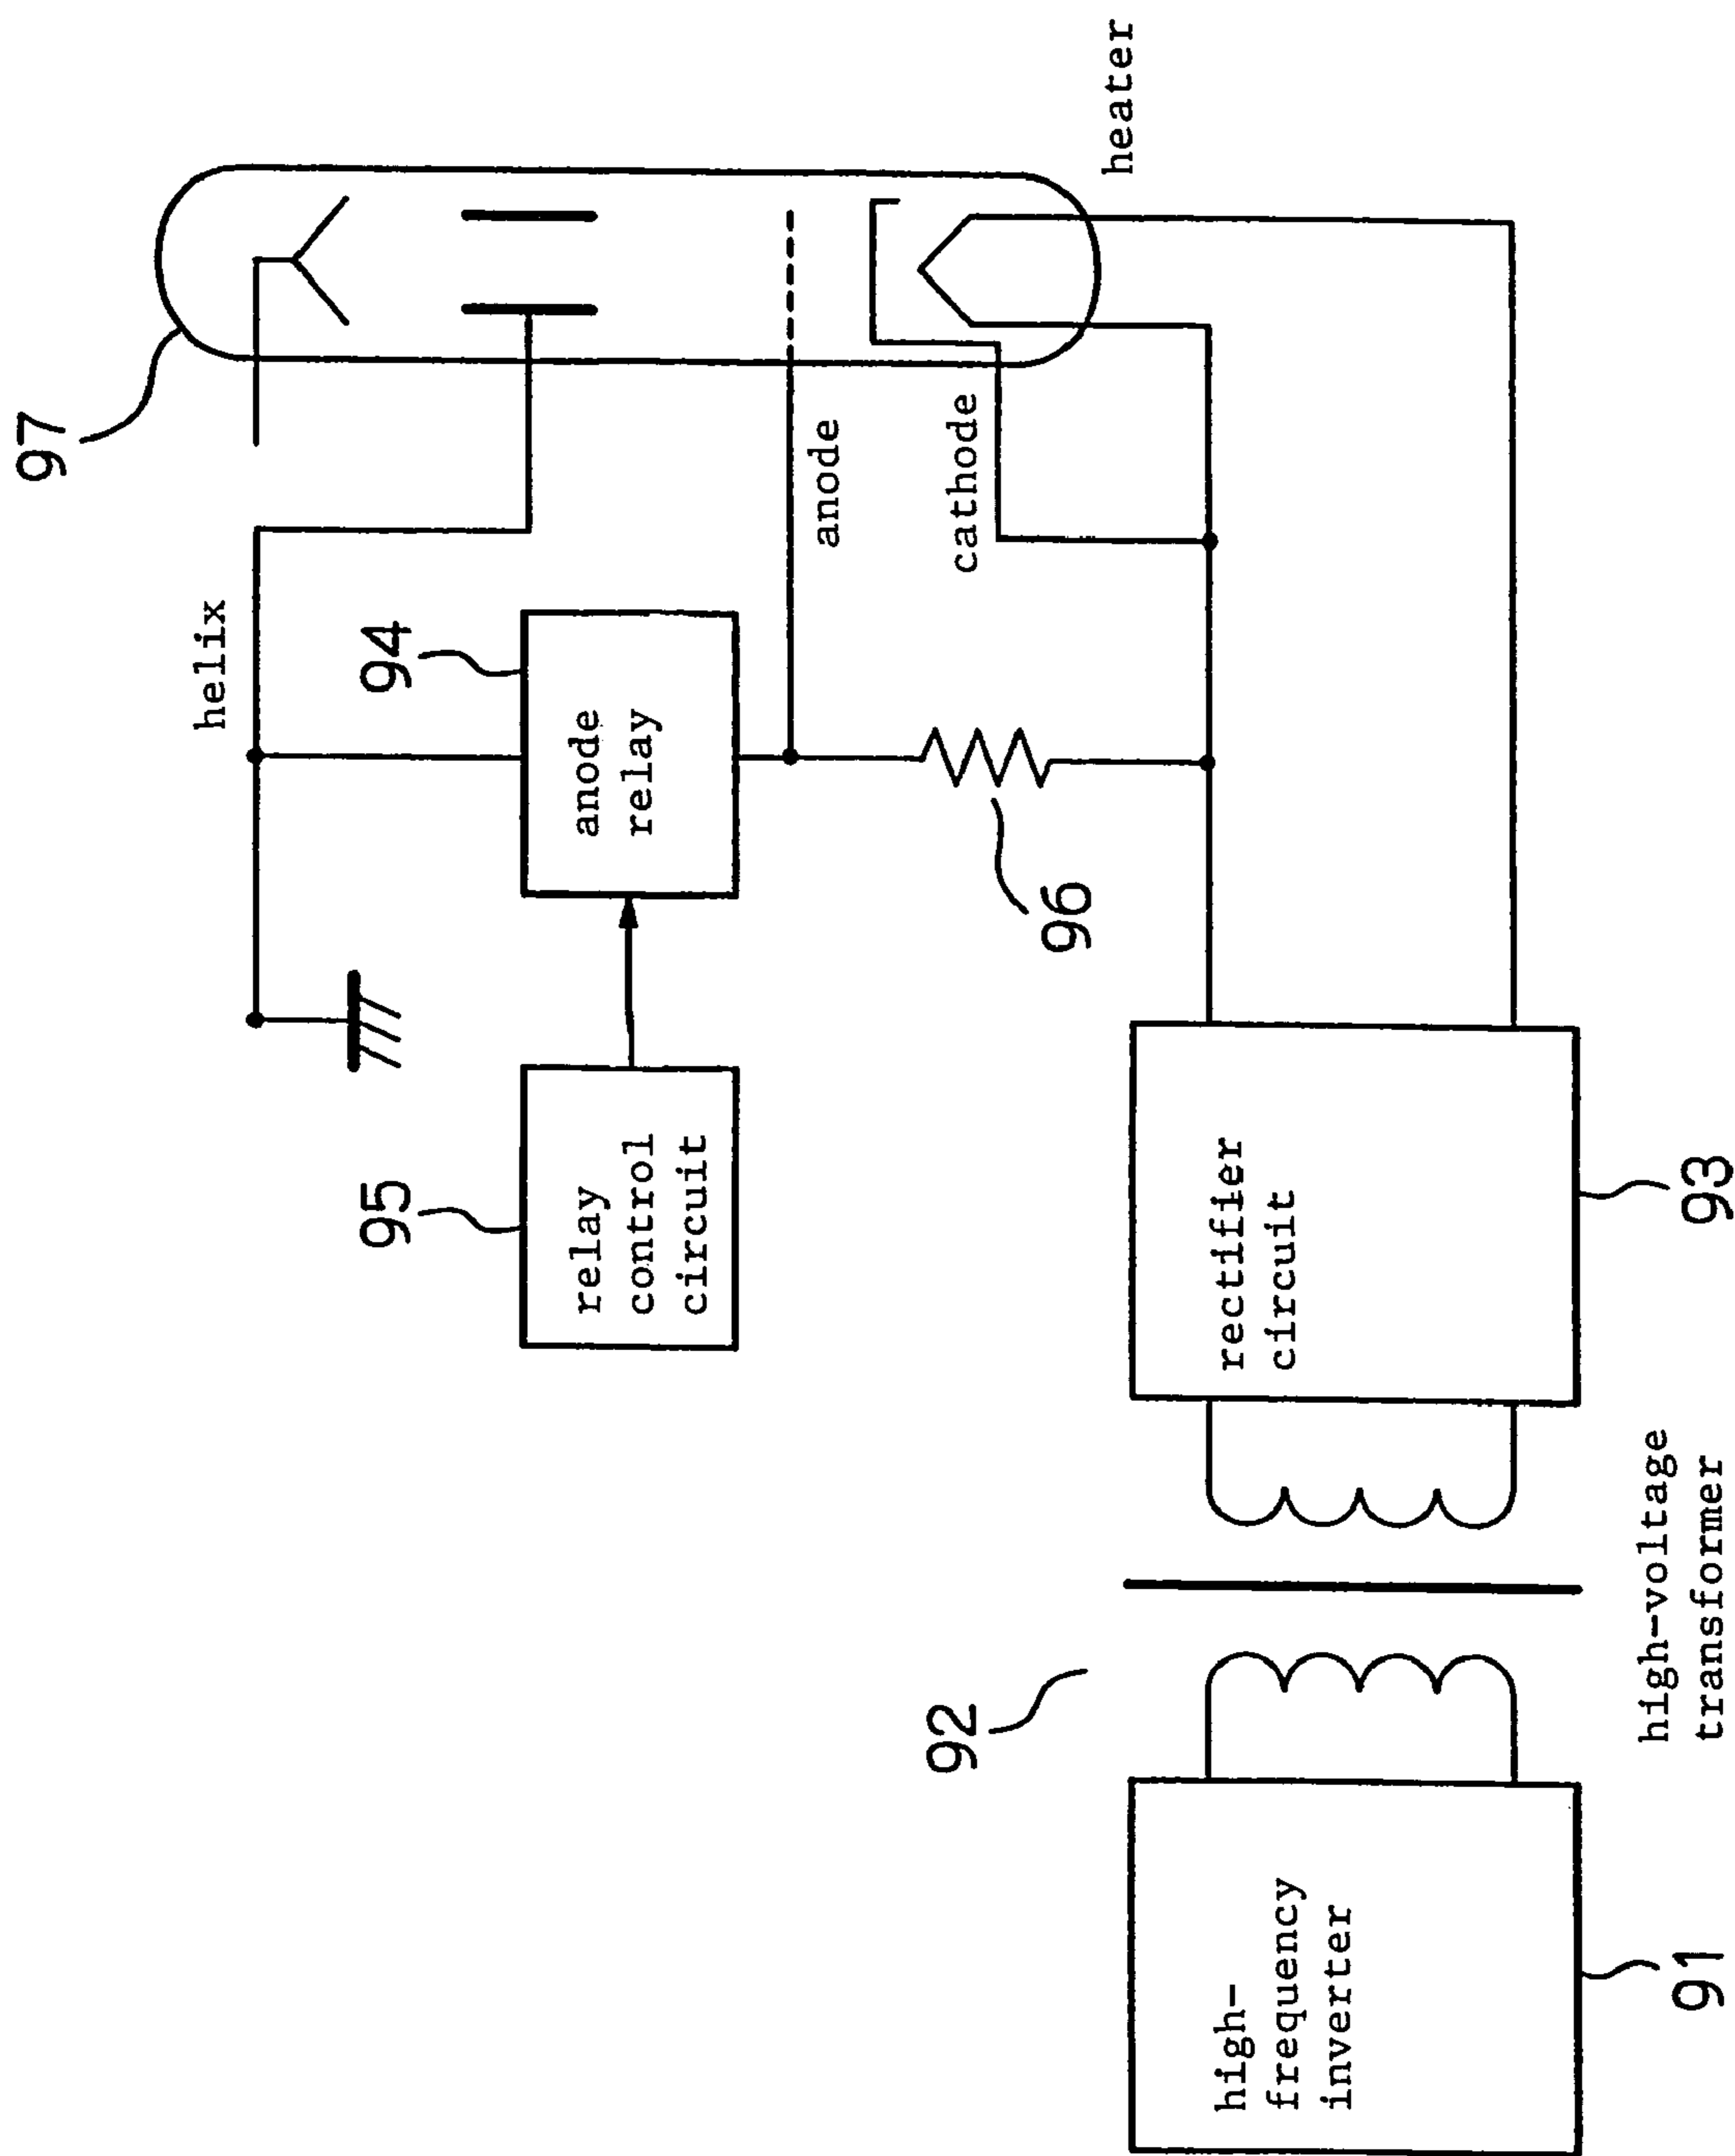 97
helix
94
anode
relay
anode
cathode
heater
95
relay
control
circuit
96
rectifier
circuit
93
92
high-voltage
transformer
high-
frequency
inverter
91